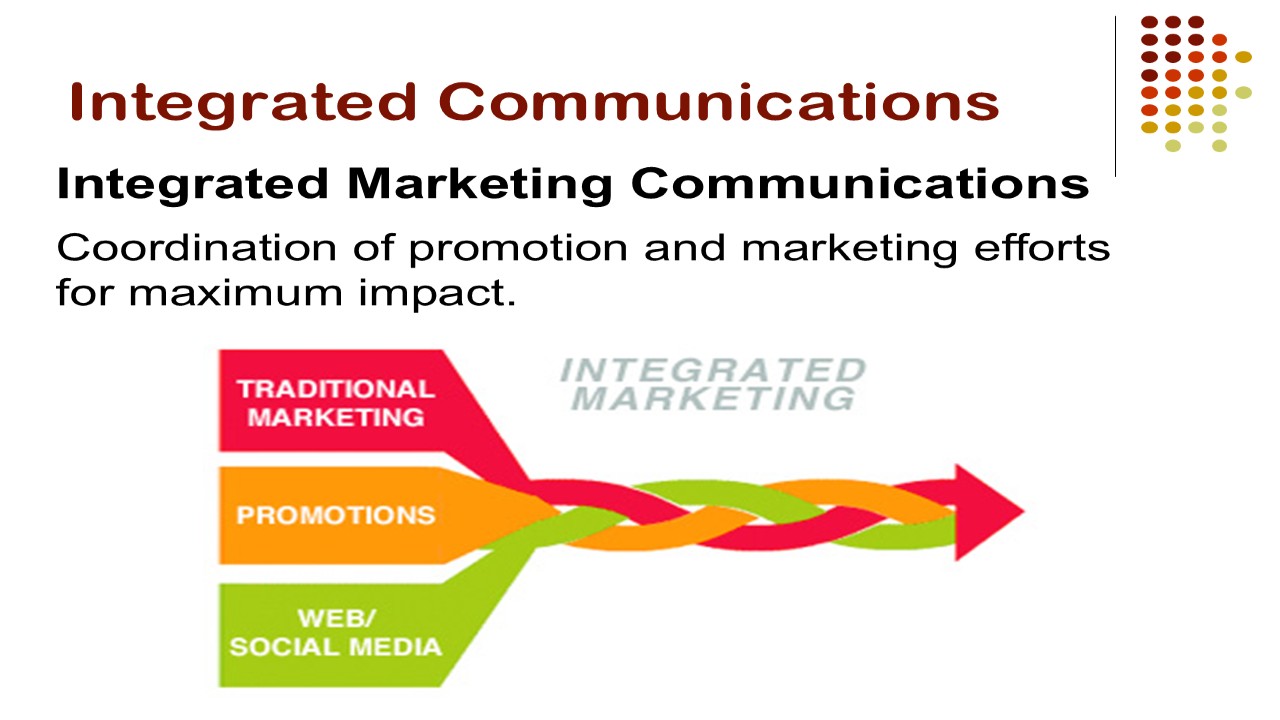 Integrated Communications
Integrated Marketing Communications
Coordination of promotion and marketing efforts
for maximum impact.
INTEGRATED
MARKETING
TRADITIONAL
MARKETING
PROMOTIONS
WEB/
SOCIAL MEDIA